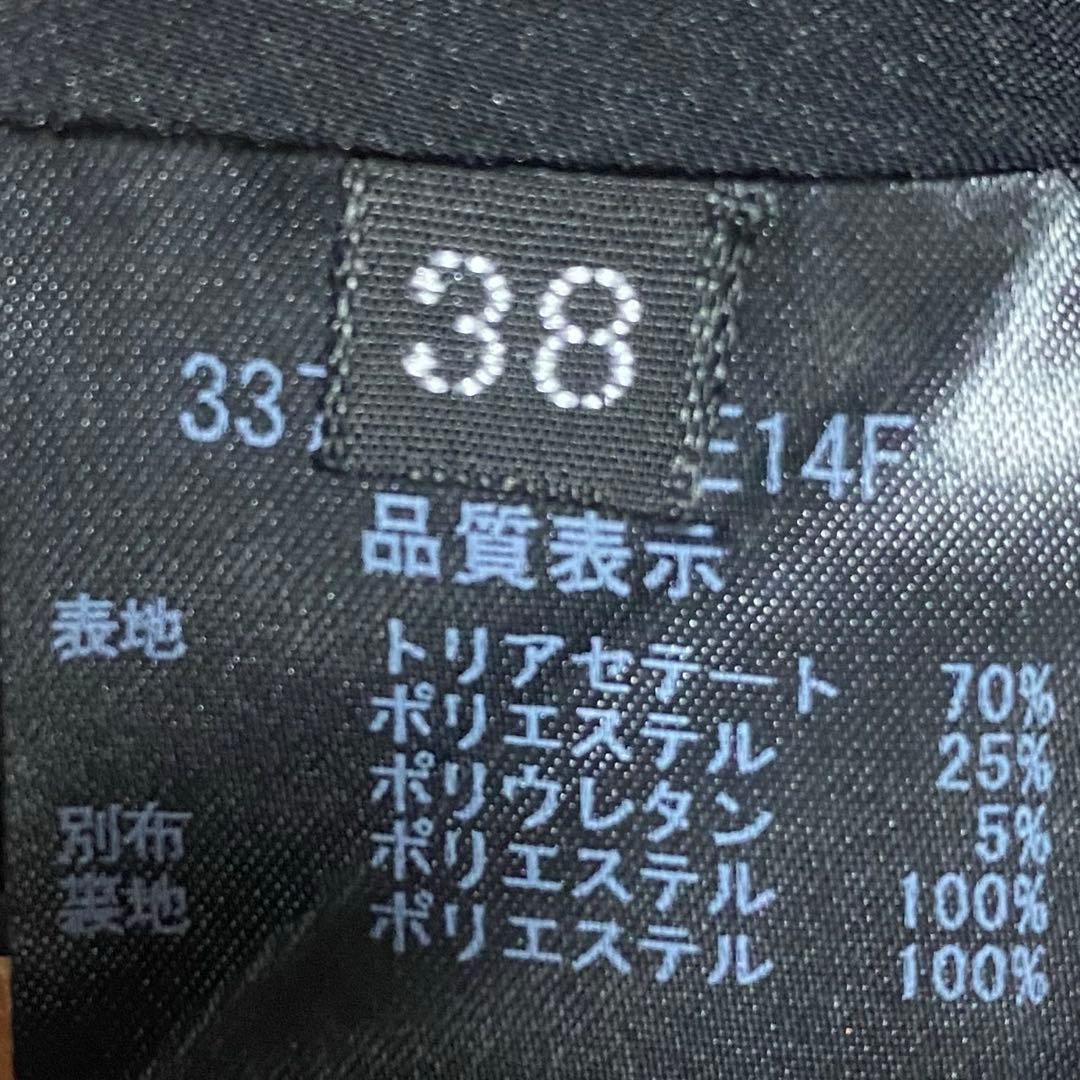 38
33 14F
品質表示
表地 トリアセテート 70%
ポリエステル 25%
ポリウレタン 5%
別布 ポリエステル 100%
裏地 ポリエステル 100%